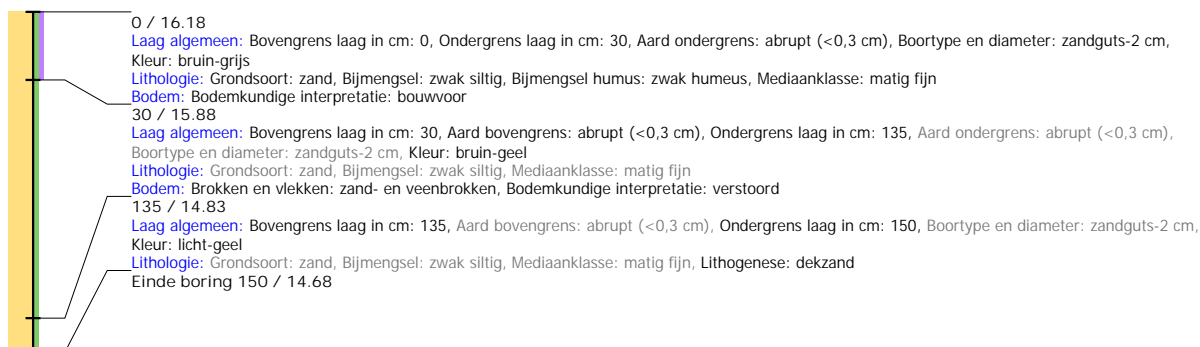 0 / 16.18
Laag algemeen: Bovengrens laag in cm: 0, Ondergrens laag in cm: 30, Aard ondergrens: abrupt (<0,3 cm), Boortype en diameter: zandguts-2 cm,
Kleur: bruin-grijs
Lithologie: Grondsoort: zand, Bijmengsel: zwak siltig, Bijmengsel humus: zwak humeus, Mediaanklasse: matig fijn
Bodem: Bodemkundige interpretatie: bouwvoor
30 / 15.88
Laag algemeen: Bovengrens laag in cm: 30, Aard bovengrens: abrupt (<0,3 cm), Ondergrens laag in cm: 135, Aard ondergrens: abrupt (<0,3 cm),
Boortype en diameter: zandguts-2 cm, Kleur: bruin-geel
Lithologie: Grondsoort: zand, Bijmengsel: zwak siltig, Mediaanklasse: matig fijn
Bodem: Brokken en vlekken: zand- en veenbrokken, Bodemkundige interpretatie: verstoord
135 / 14.83
Laag algemeen: Bovengrens laag in cm: 135, Aard bovengrens: abrupt (<0,3 cm), Ondergrens laag in cm: 150, Boortype en diameter: zandguts-2 cm,
Kleur: licht-geel
Lithologie: Grondsoort: zand, Bijmengsel: zwak siltig, Mediaanklasse: matig fijn, Lithogenese: dekzand
Einde boring 150 / 14.68